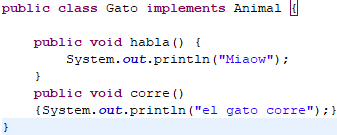 public class Gato implements Animal {
public void habla() {
System.out.println("Miaow");
}
public void corre()
{System.out.println("el gato corre");}
}